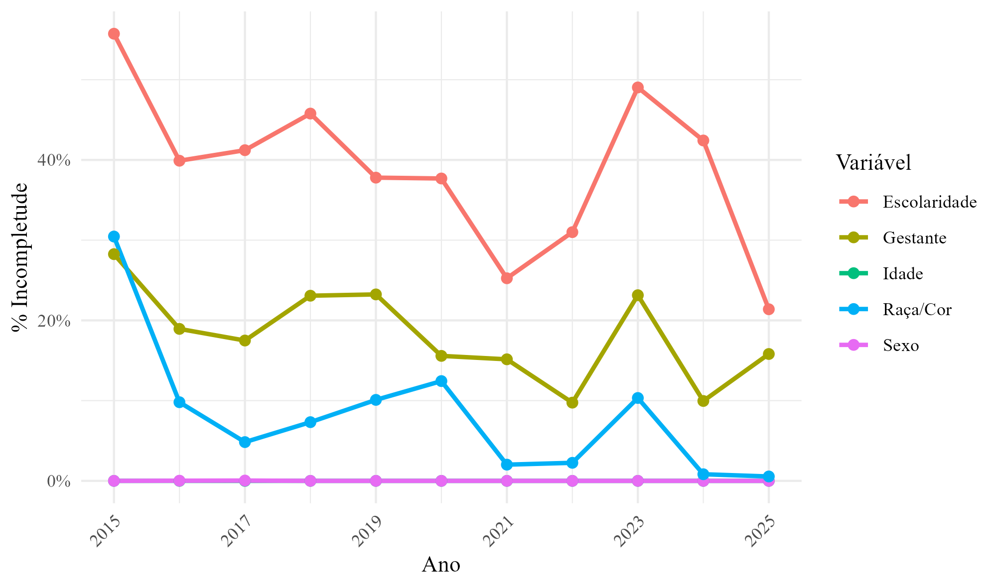 % Incompletude
40%
20%
0%
2015
2017
2019
2021
2023
2025
Ano
Variável
Escolaridade
Gestante
Idade
Raça/Cor
Sexo